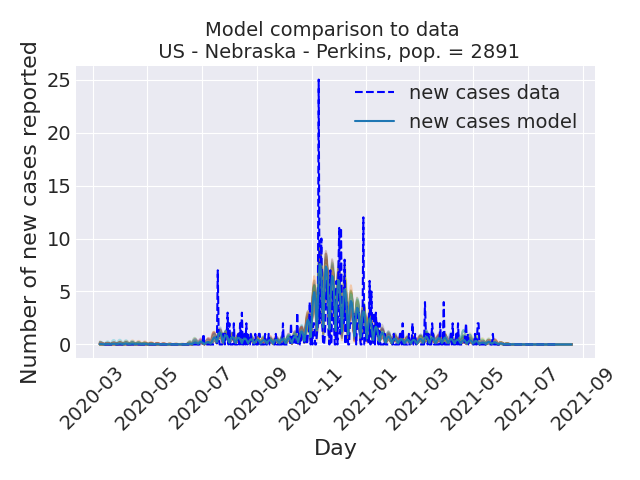 Model comparison to data
US - Nebraska - Perkins, pop. = 2891
Number of new cases reported
25
20
15
10
5
0
new cases data
new cases model
2020-03
2020-05
2020-07
2020-09
2020-11
2021-01
2021-03
2021-05
2021-07
2021-09
Day